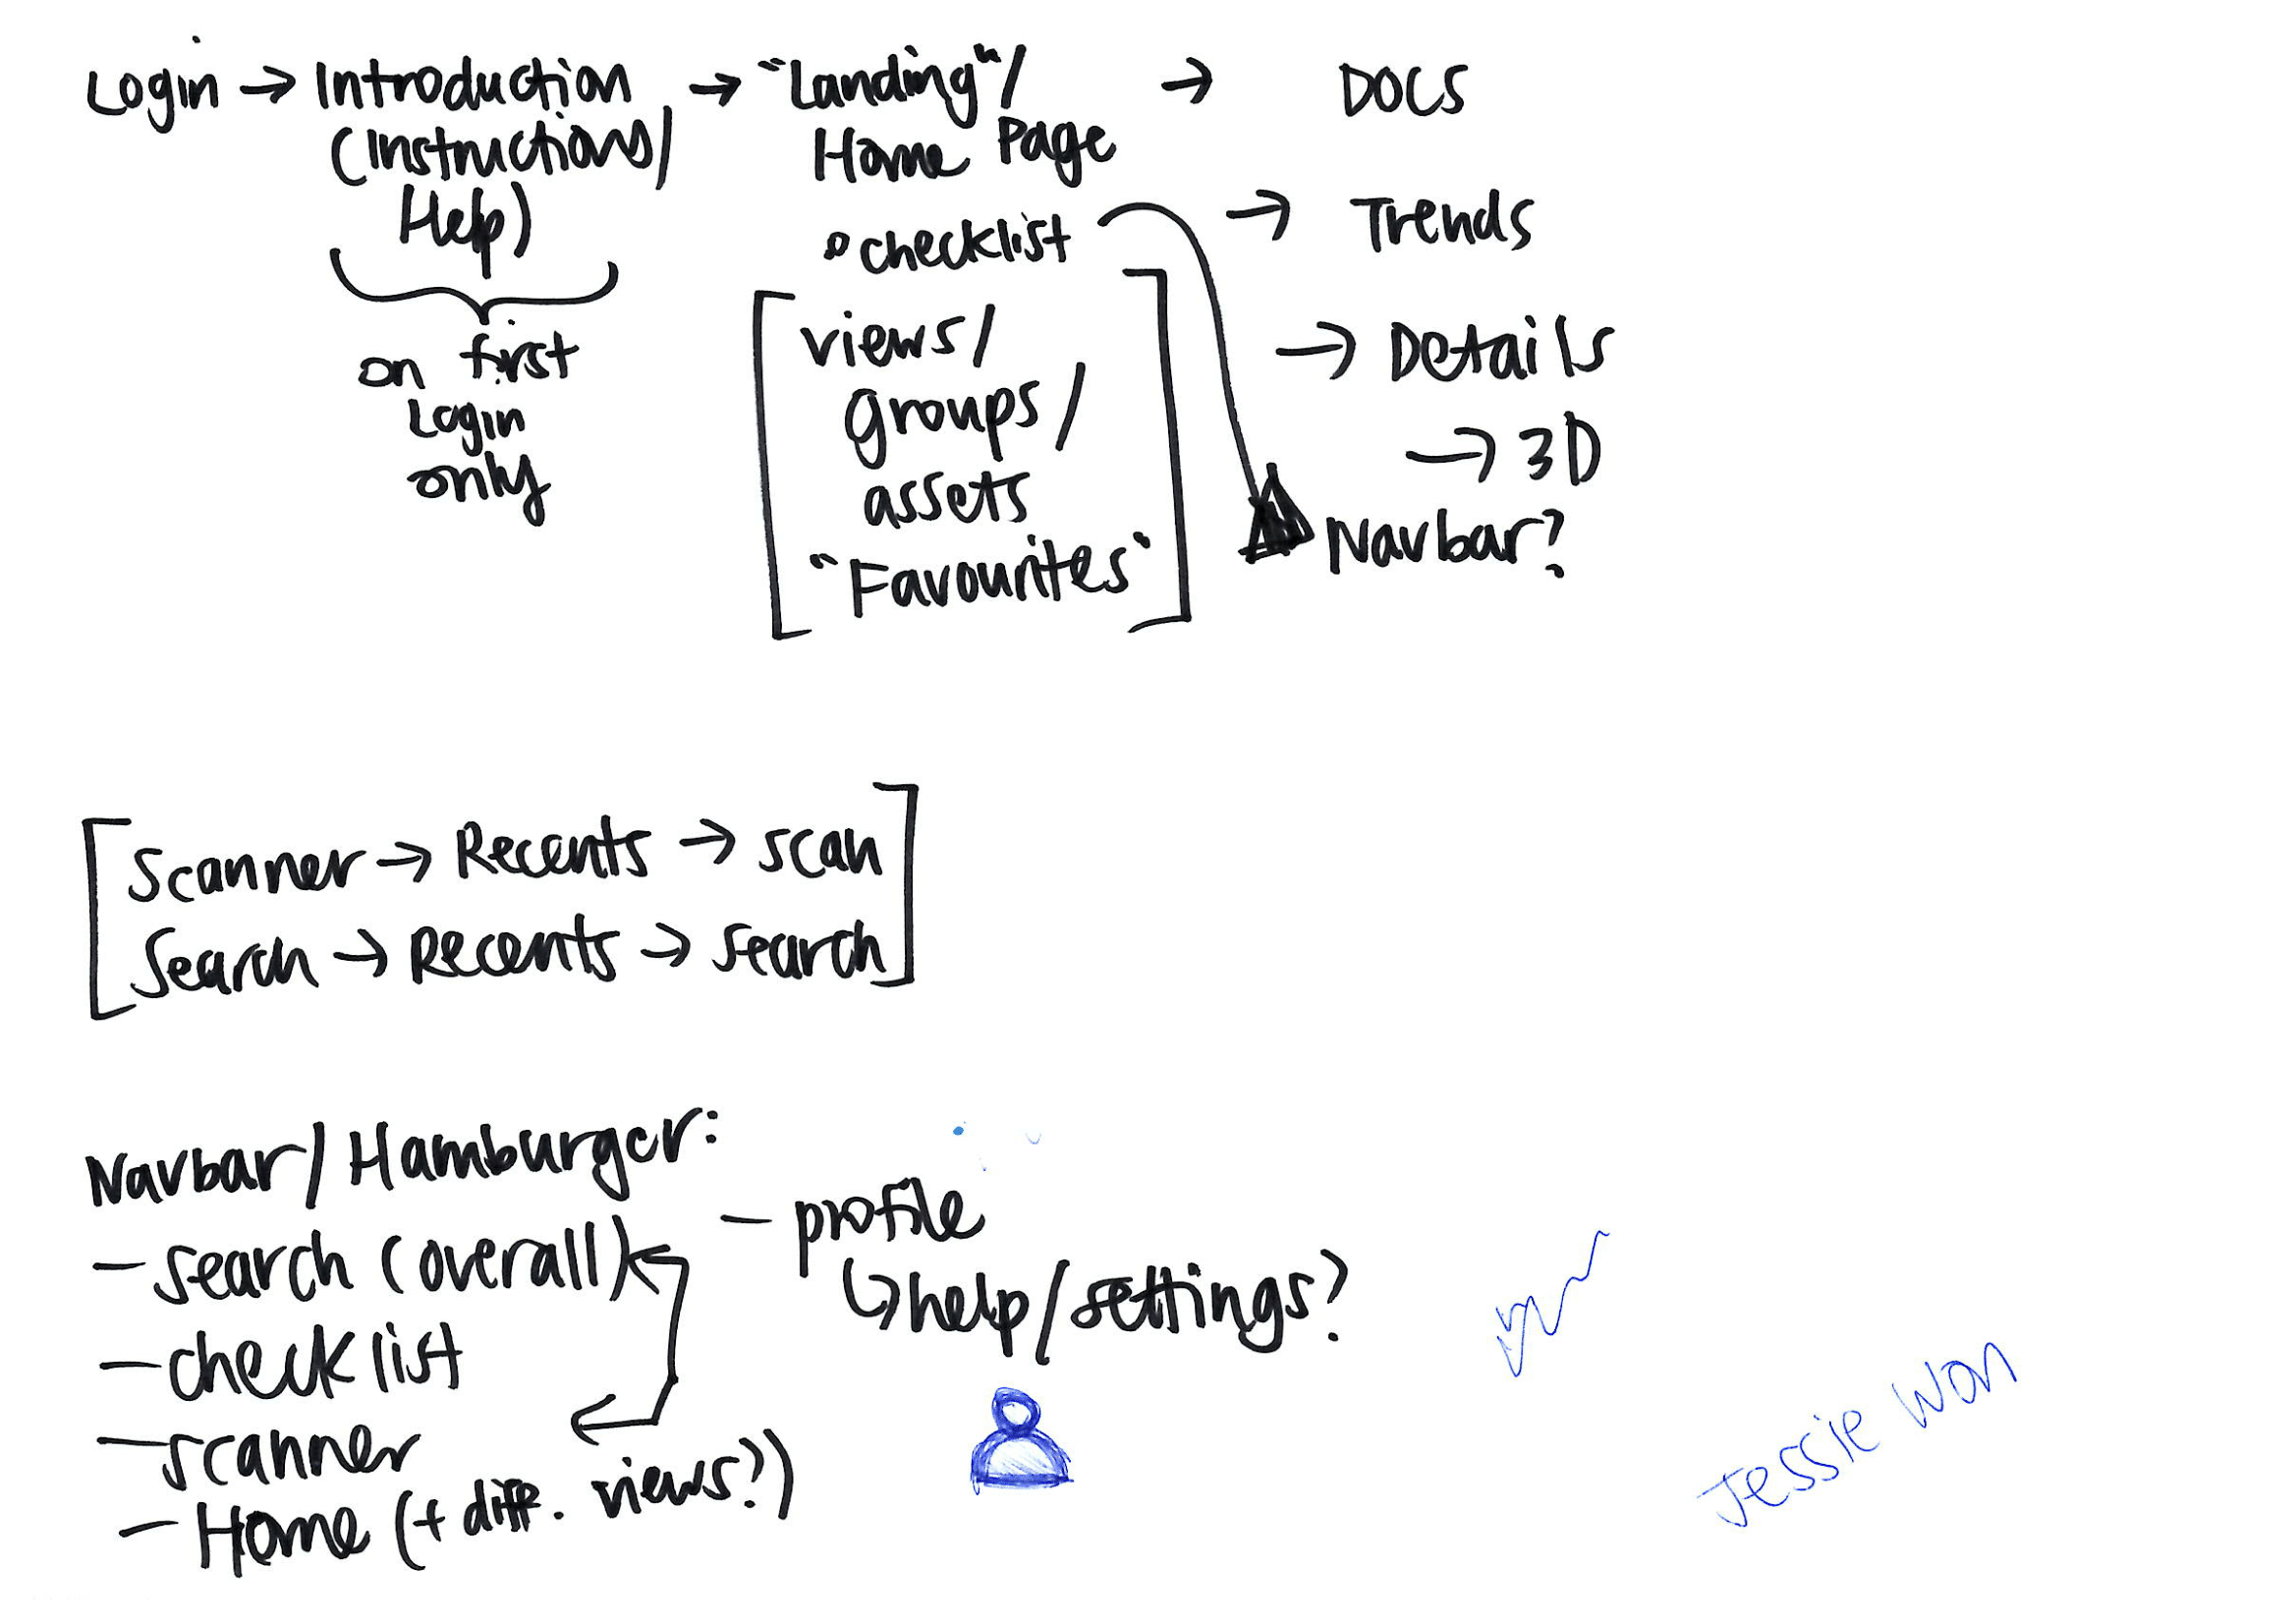 Login → Introduction → "Landing"/ → DOCS
(Instructions/ Home Page
Help) → Trends
• checklist
on first
Login
only
[views/
groups/
assets
"Favourites"]
→ Details
→ 3D
Navbar?
[Scanner → Recents → scan
Search → Recents → search]
Navbar/Hamburger:
- search (overall)
- checklist
- scanner
- Home (+ diff. views?)
- profile
↳ help/settings?
Jessie Won